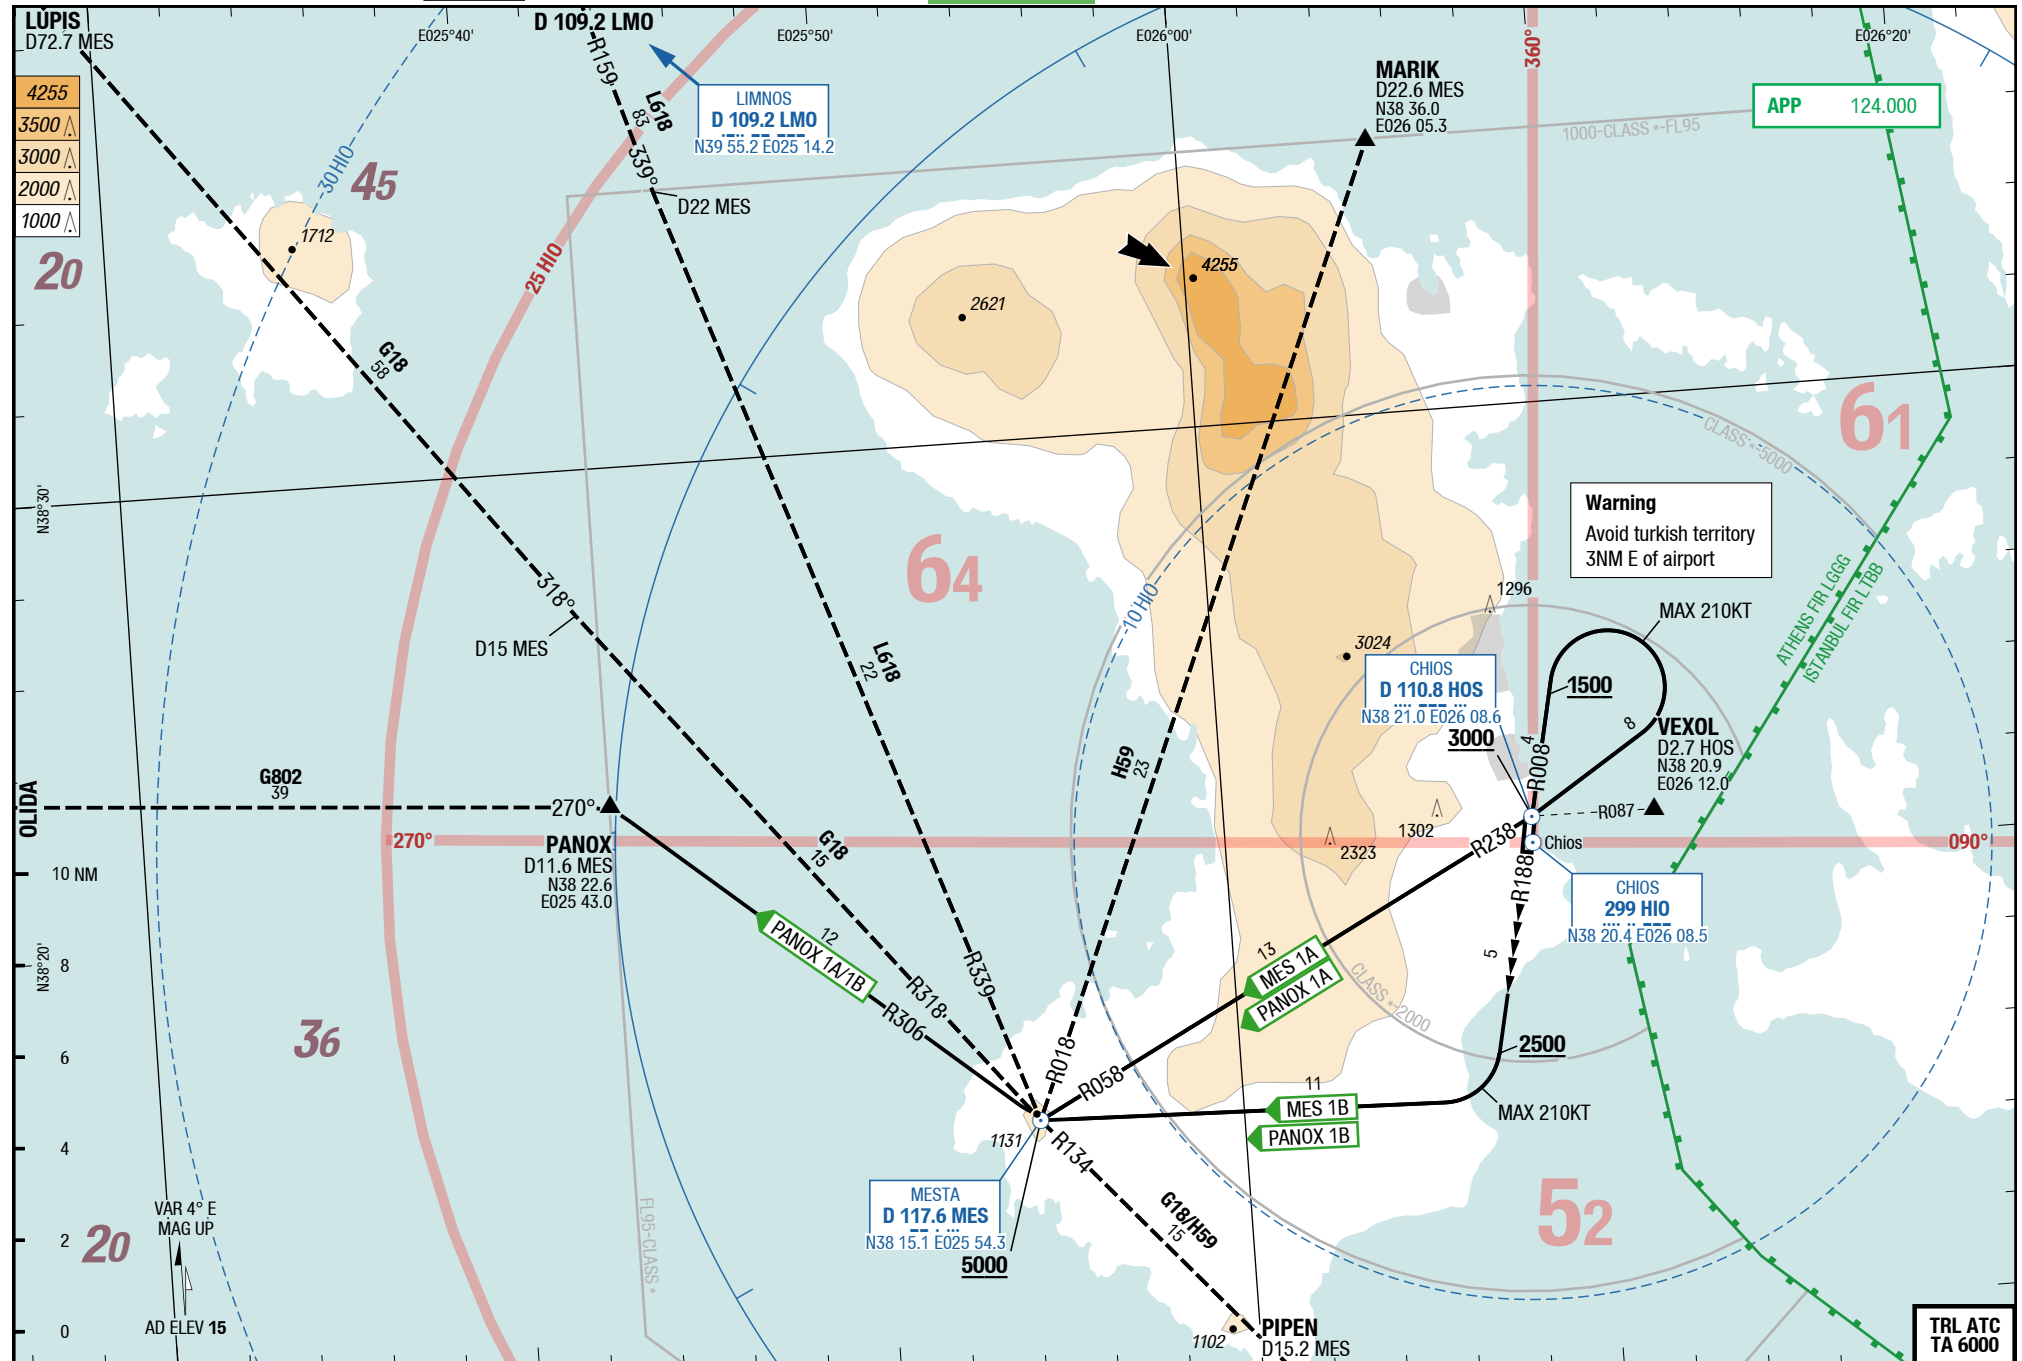 LUPIS
D72.7 MES
E025°40'
D 109.2 LMO
E025°50'
E026°00'
360°
E026°20'
MARIK
D22.6 MES
N38 36.0
E026 05.3
LIMNOS
D 109.2 LMO
N39 55.2 E025 14.2
APP 124.000
1000-CLASS *-FL95
4255
3500
3000
2000
1000
R159
L618
83
339°
D22 MES
30 HIO
45
1712
20
25 HIO
4255
2621
G18
58
61
CLASS *-5000
N38°30'
Warning
Avoid turkish territory
3NM E of airport
64
318°
D15 MES
10 HIO
1296
MAX 210KT
ATHENS FIR LGGG
ISTANBUL FIR LTBB
L618
22
3024
CHIOS
D 110.8 HOS
N38 21.0 E026 08.6
3000
1500
8
VEXOL
D2.7 HOS
N38 20.9
E026 12.0
R008
4
R087
H59
23
OLIDA
G802
39
270°
270°
PANOX
D11.6 MES
N38 22.6
E025 43.0
G18
15
1302
2323
R238
Chios
090°
R188
CHIOS
299 HIO
N38 20.4 E026 08.5
10 NM
8
6
4
2
0
N38°20'
12
PANOX 1A/1B
R306
R318
R339
R018
R058
13
MES 1A
PANOX 1A
CLASS *-2000
5
2500
MAX 210KT
36
11
MES 1B
PANOX 1B
1131
R134
MESTA
D 117.6 MES
N38 15.1 E025 54.3
5000
G18/H59
15
52
VAR 4° E
MAG UP
20
AD ELEV 15
FL95-CLASS *
1102
PIPEN
D15.2 MES
TRL ATC
TA 6000